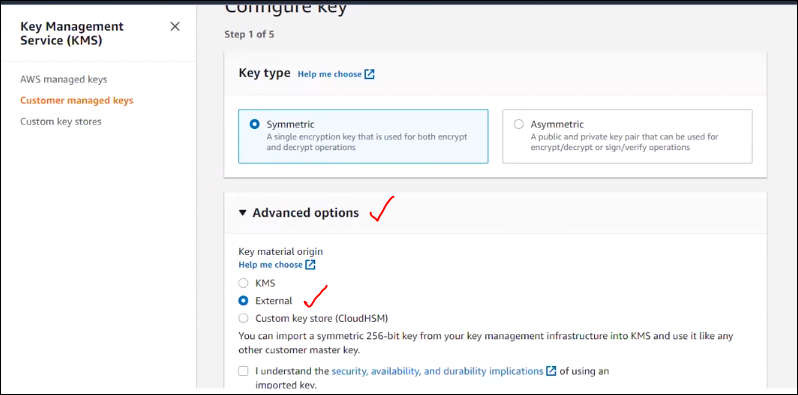 Configure key
Key Management
Service (KMS)
Step 1 of 5
AWS managed keys
Customer managed keys
Custom key stores
Key type Help me choose
Symmetric
A single encryption key that is used for both encrypt
and decrypt operations
Asymmetric
A public and private key pair that can be used for
encrypt/decrypt or sign/verify operations
Advanced options
Key material origin
Help me choose
KMS
External
Custom key store (CloudHSM)
You can import a symmetric 256-bit key from your key management infrastructure into KMS and use it like any
other customer master key.
I understand the security, availability, and durability implications of using an
imported key.